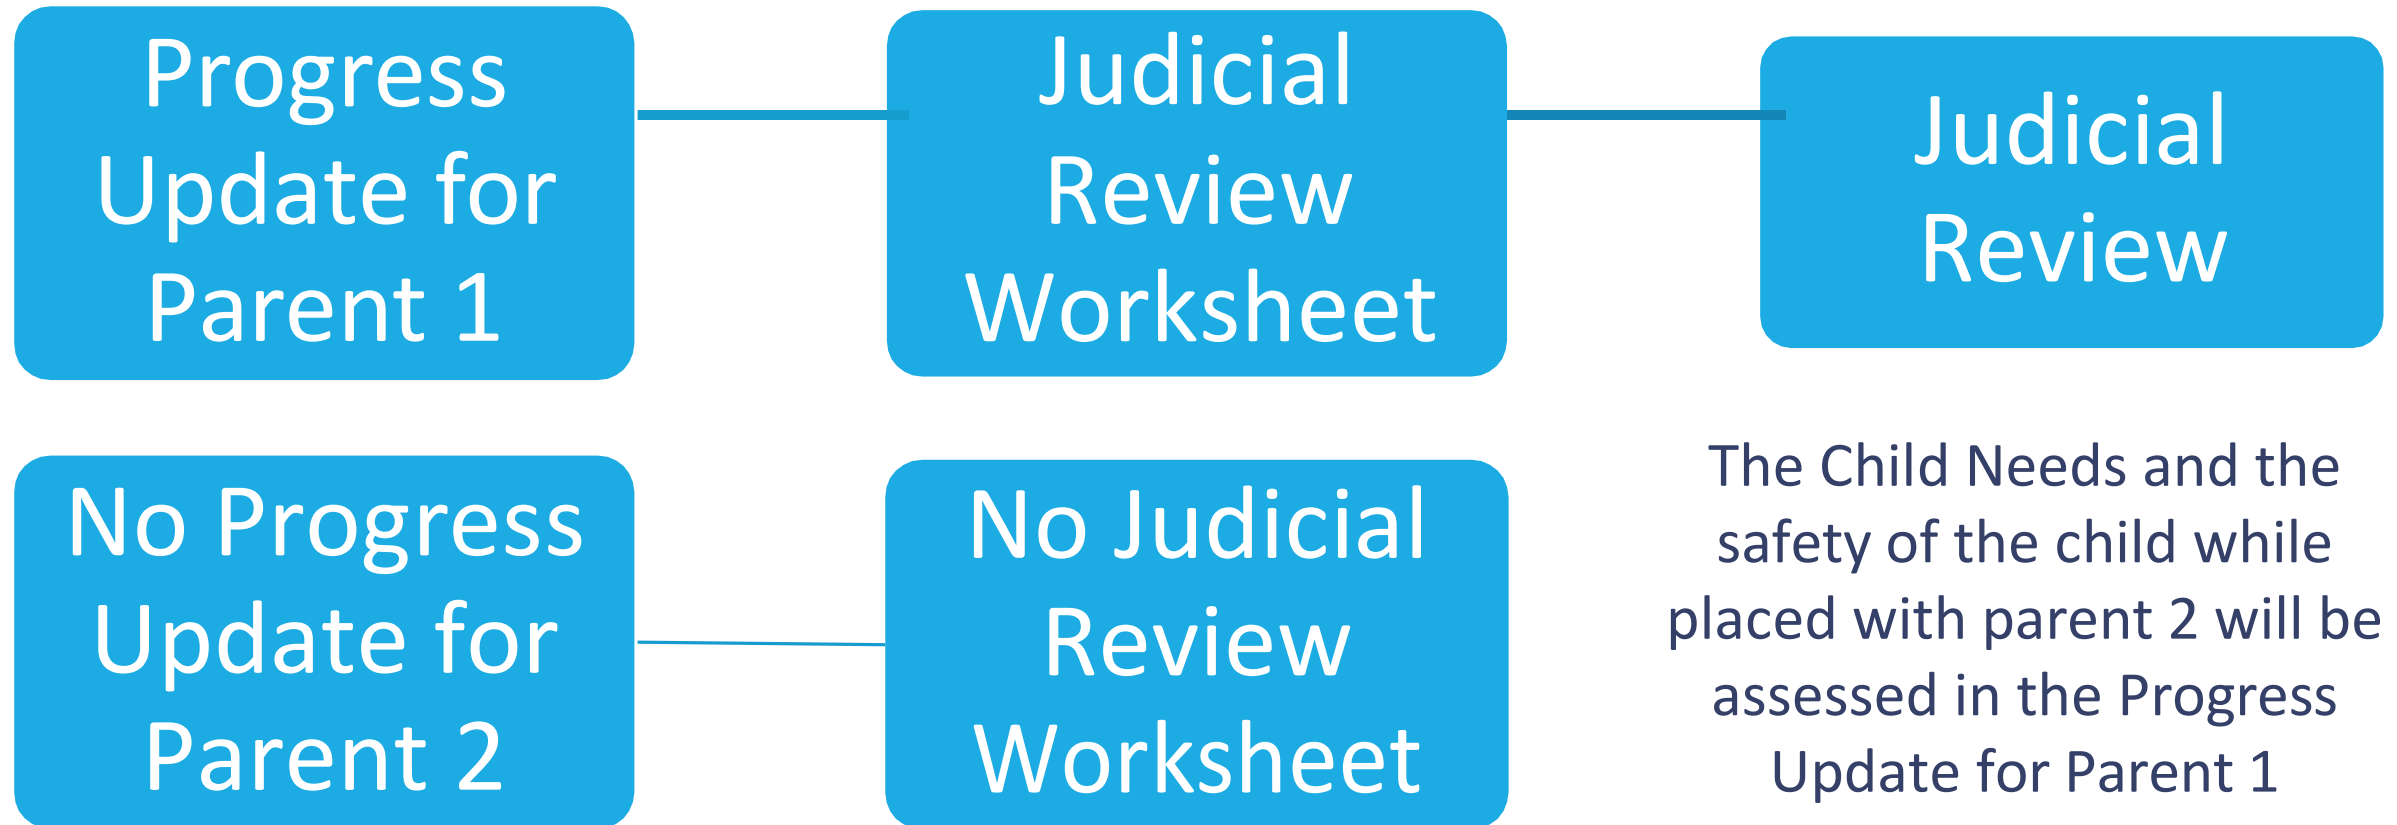 Progress
Update for
Parent 1
Judicial
Review
Worksheet
Judicial
Review
No Progress
Update for
Parent 2
No Judicial
Review
Worksheet
The Child Needs and the
safety of the child while
placed with parent 2 will be
assessed in the Progress
Update for Parent 1